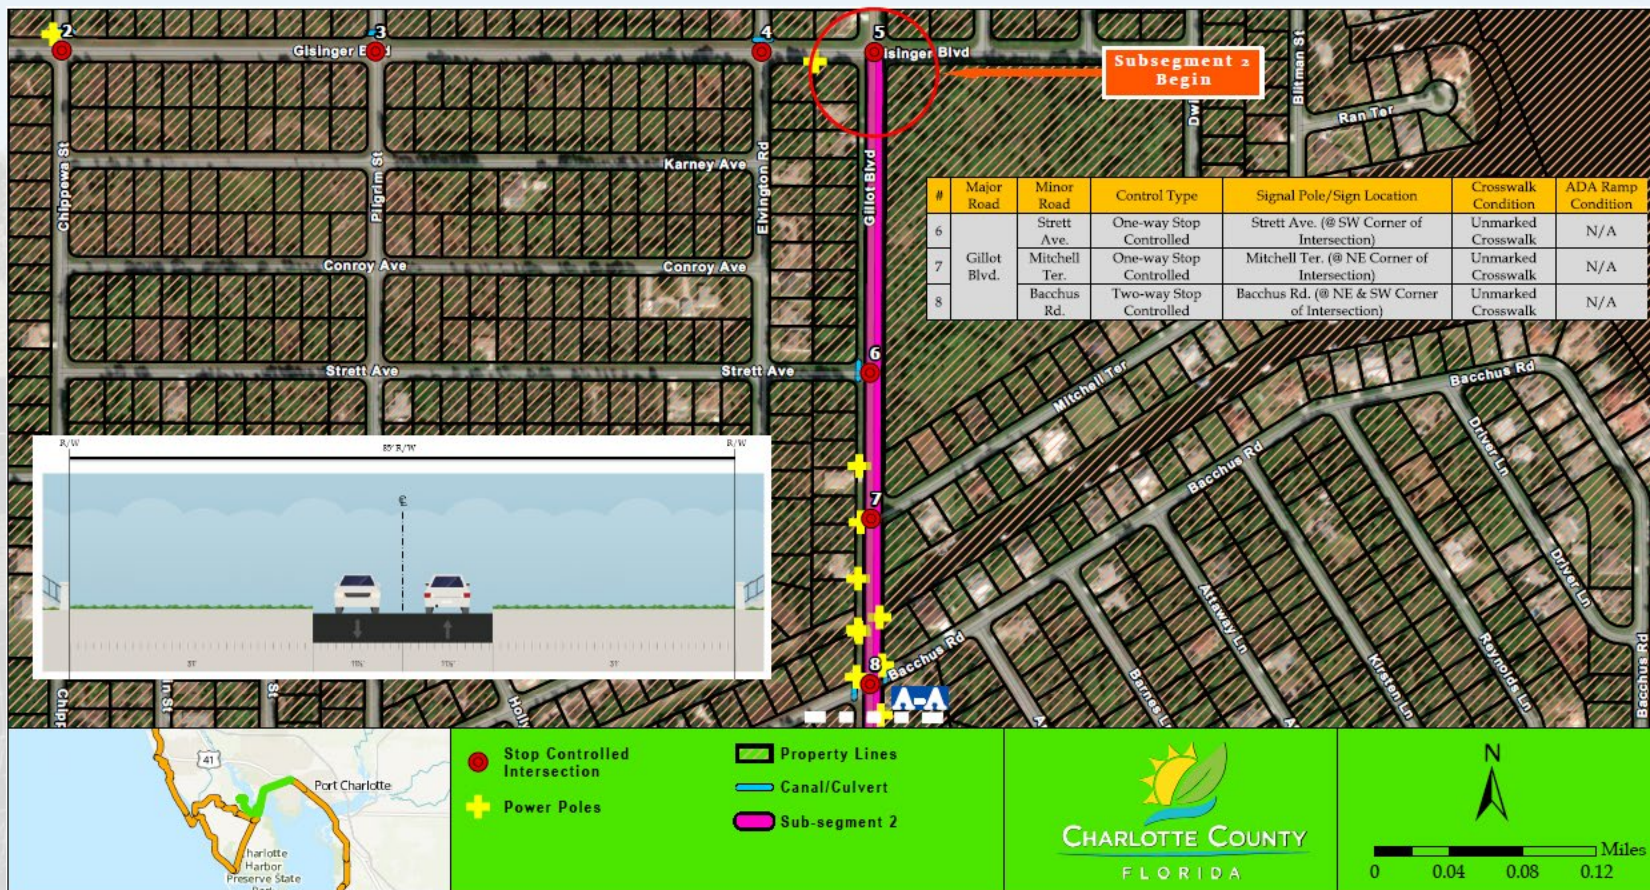 2
3
4
5
Gisinger Blvd
isinger Blvd
Subsegment 2
Begin
Chippewa St
Pilgrim St
Elvington Rd
Gillot Blvd
Blitman St
Ran Ter
Karney Ave
Conroy Ave
Conroy Ave
Strett Ave
Strett Ave
6
7
8
Mitchell Ter
Bacchus Rd
Bacchus Rd
Bacchus Rd
Bacchus Rd
Driver Ln
Driver Ln
Attaway Ln
Barnes L
Kirsten Ln
Reynolds Ln
A-A
# Major Road Minor Road Control Type Signal Pole/Sign Location Crosswalk Condition ADA Ramp Condition
6 Gillot Blvd. Strett Ave. One-way Stop Controlled Strett Ave. (@ SW Corner of Intersection) Unmarked Crosswalk N/A
7 Mitchell Ter. One-way Stop Controlled Mitchell Ter. (@ NE Corner of Intersection) Unmarked Crosswalk N/A
8 Bacchus Rd. Two-way Stop Controlled Bacchus Rd. (@ NE & SW Corner of Intersection) Unmarked Crosswalk N/A
R/W
R/W
31'
31'
41
Port Charlotte
harlotte
Harbor
Preserve State
Stop Controlled
Intersection
Power Poles
Property Lines
Canal/Culvert
Sub-segment 2
CHARLOTTE COUNTY
FLORIDA
N
Miles
0 0.04 0.08 0.12